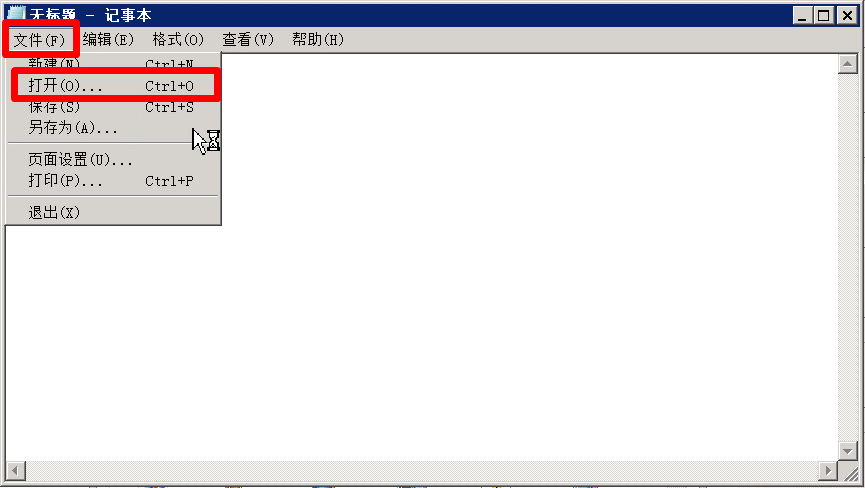 无标题 - 记事本
文件(F) 编辑(E) 格式(O) 查看(V) 帮助(H)
新建(N) Ctrl+N
打开(O)... Ctrl+O
保存(S) Ctrl+S
另存为(A)...
页面设置(U)...
打印(P)... Ctrl+P
退出(X)